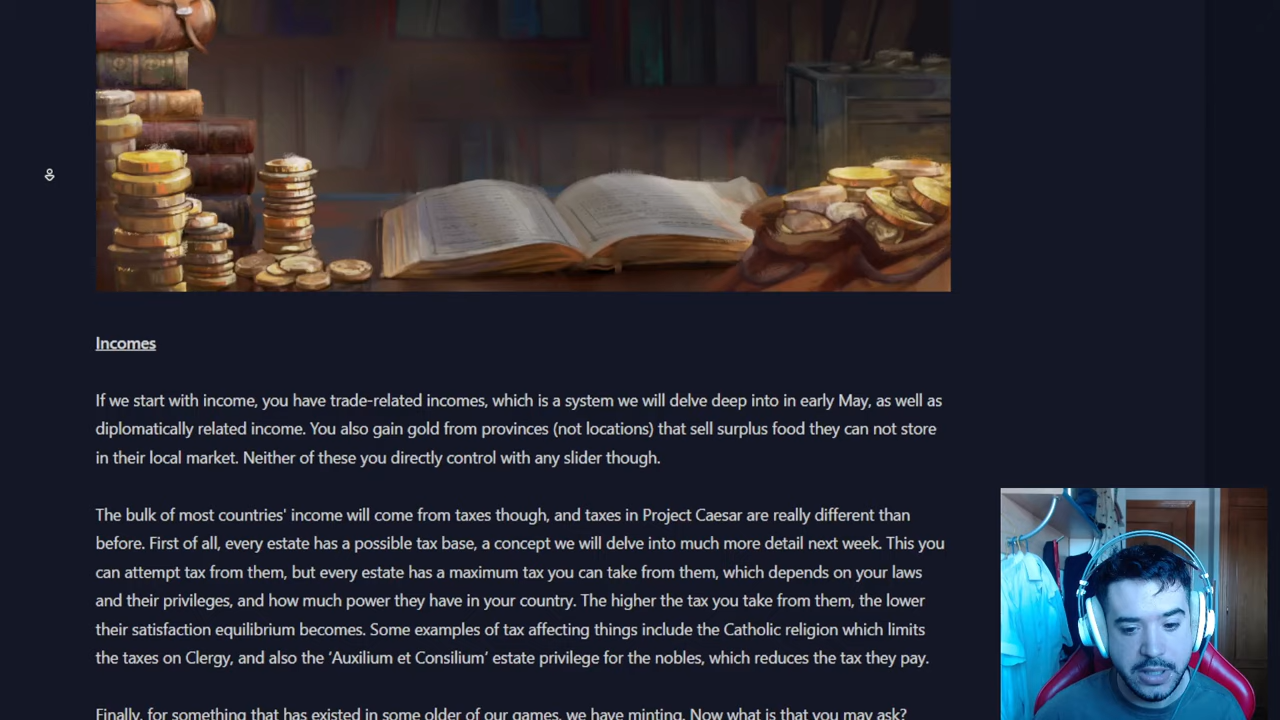 Incomes
If we start with income, you have trade-related incomes, which is a system we will delve deep into in early May, as well as
diplomatically related income. You also gain gold from provinces (not locations) that sell surplus food they can not store
in their local market. Neither of these you directly control with any slider though.
The bulk of most countries' income will come from taxes though, and taxes in Project Caesar are really different than
before. First of all, every estate has a possible tax base, a concept we will delve into much more detail next week. This you
can attempt tax from them, but every estate has a maximum tax you can take from them, which depends on your laws
and their privileges, and how much power they have in your country. The higher the tax you take from them, the lower
their satisfaction equilibrium becomes. Some examples of tax affecting things include the Catholic religion which limits
the taxes on Clergy, and also the ‘Auxilium et Consilium’ estate privilege for the nobles, which reduces the tax they pay.
Finally, for something that has existed in some older of our games, we have minting. Now what is that you may ask?